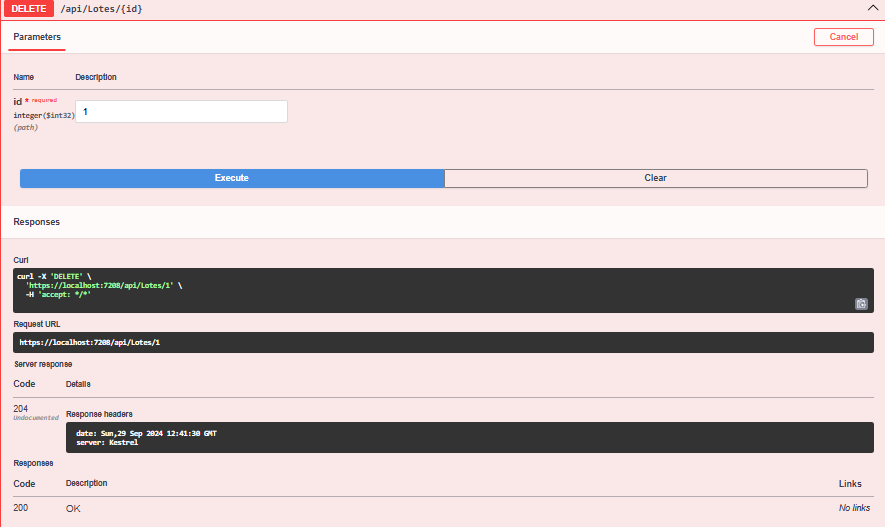 DELETE /api/Lotes/{id}
Parameters Cancel
Name Description
id * required 1
integer($int32)
(path)
Execute Clear
Responses
Curl
curl -X 'DELETE' \
'https://localhost:7208/api/Lotes/1' \
-H 'accept: */*'
Request URL
https://localhost:7208/api/Lotes/1
Server response
Code Details
204
Undocumented
Response headers
date: Sun,29 Sep 2024 12:41:30 GMT
server: Kestrel
Responses
Code Description Links
200 OK No links